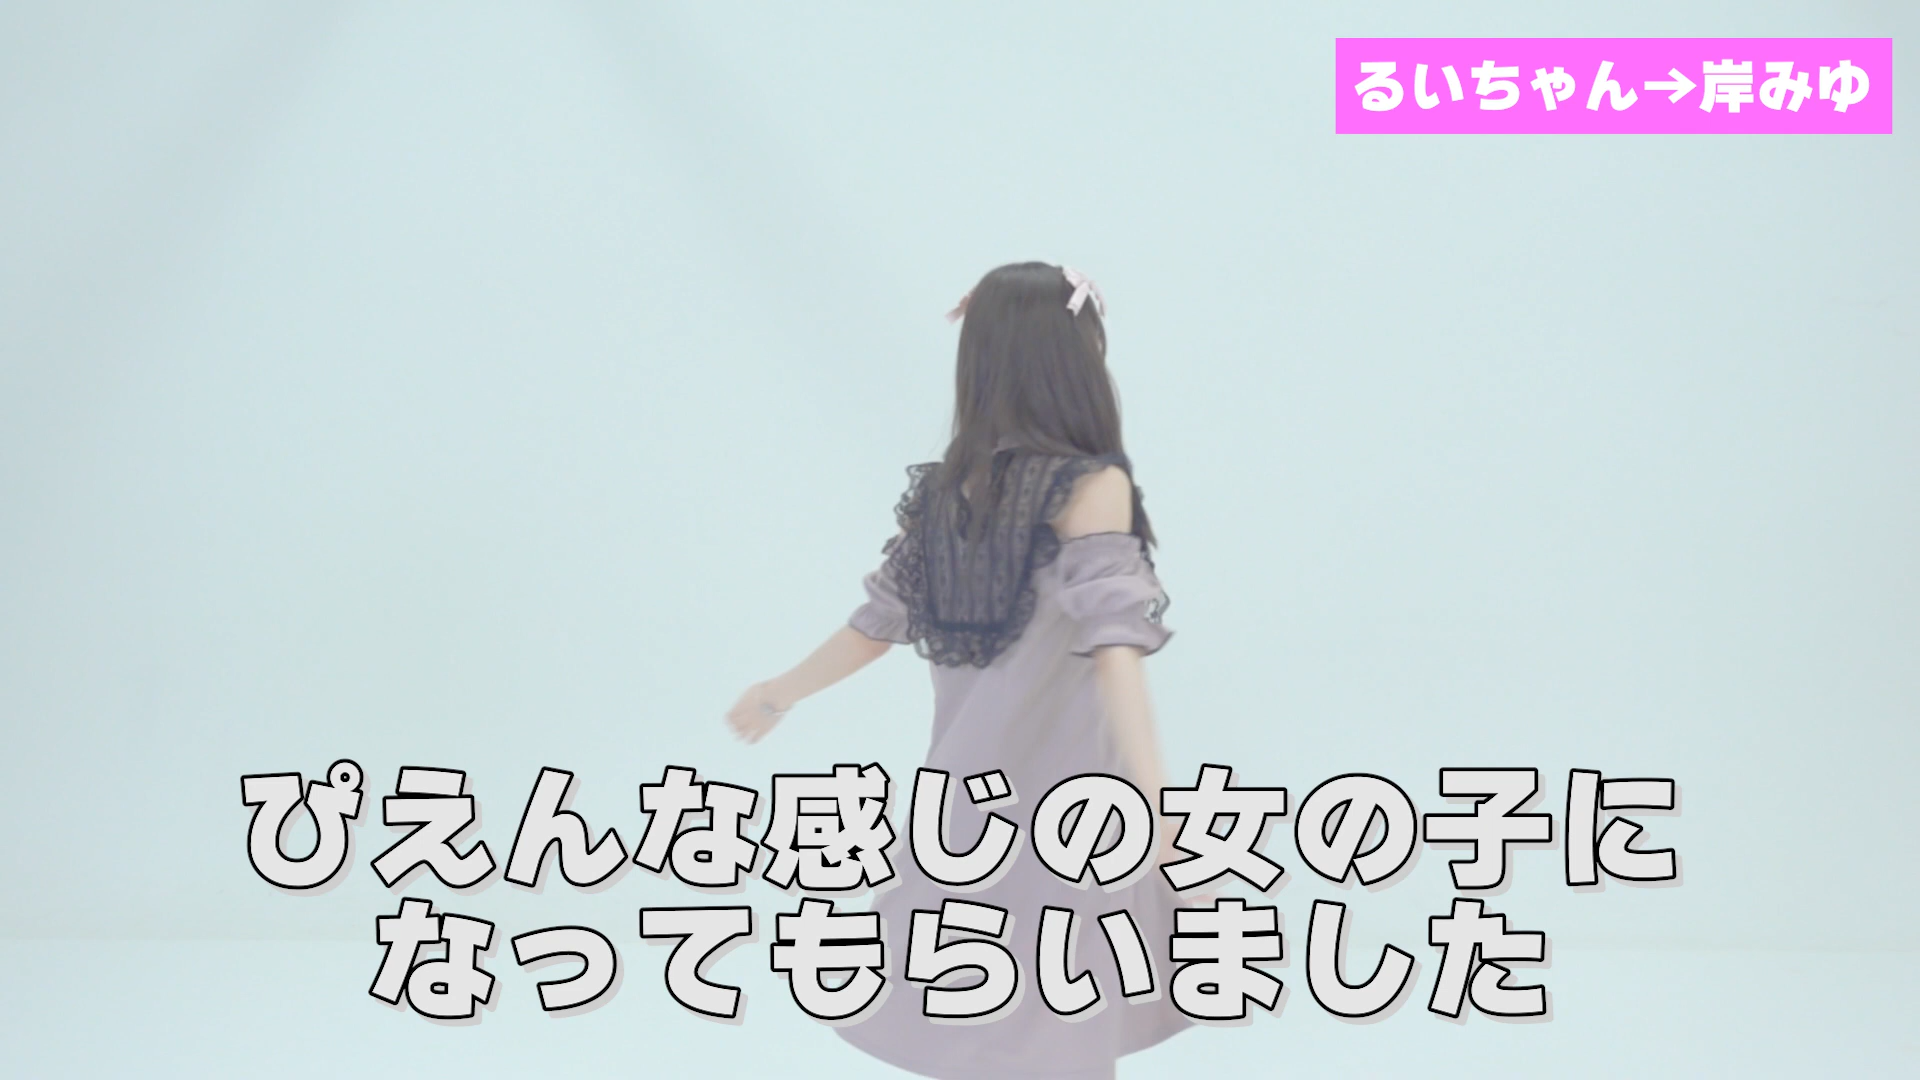 るいちゃん→岸みゆ
ぴえんな感じの女の子に
なってもらいました